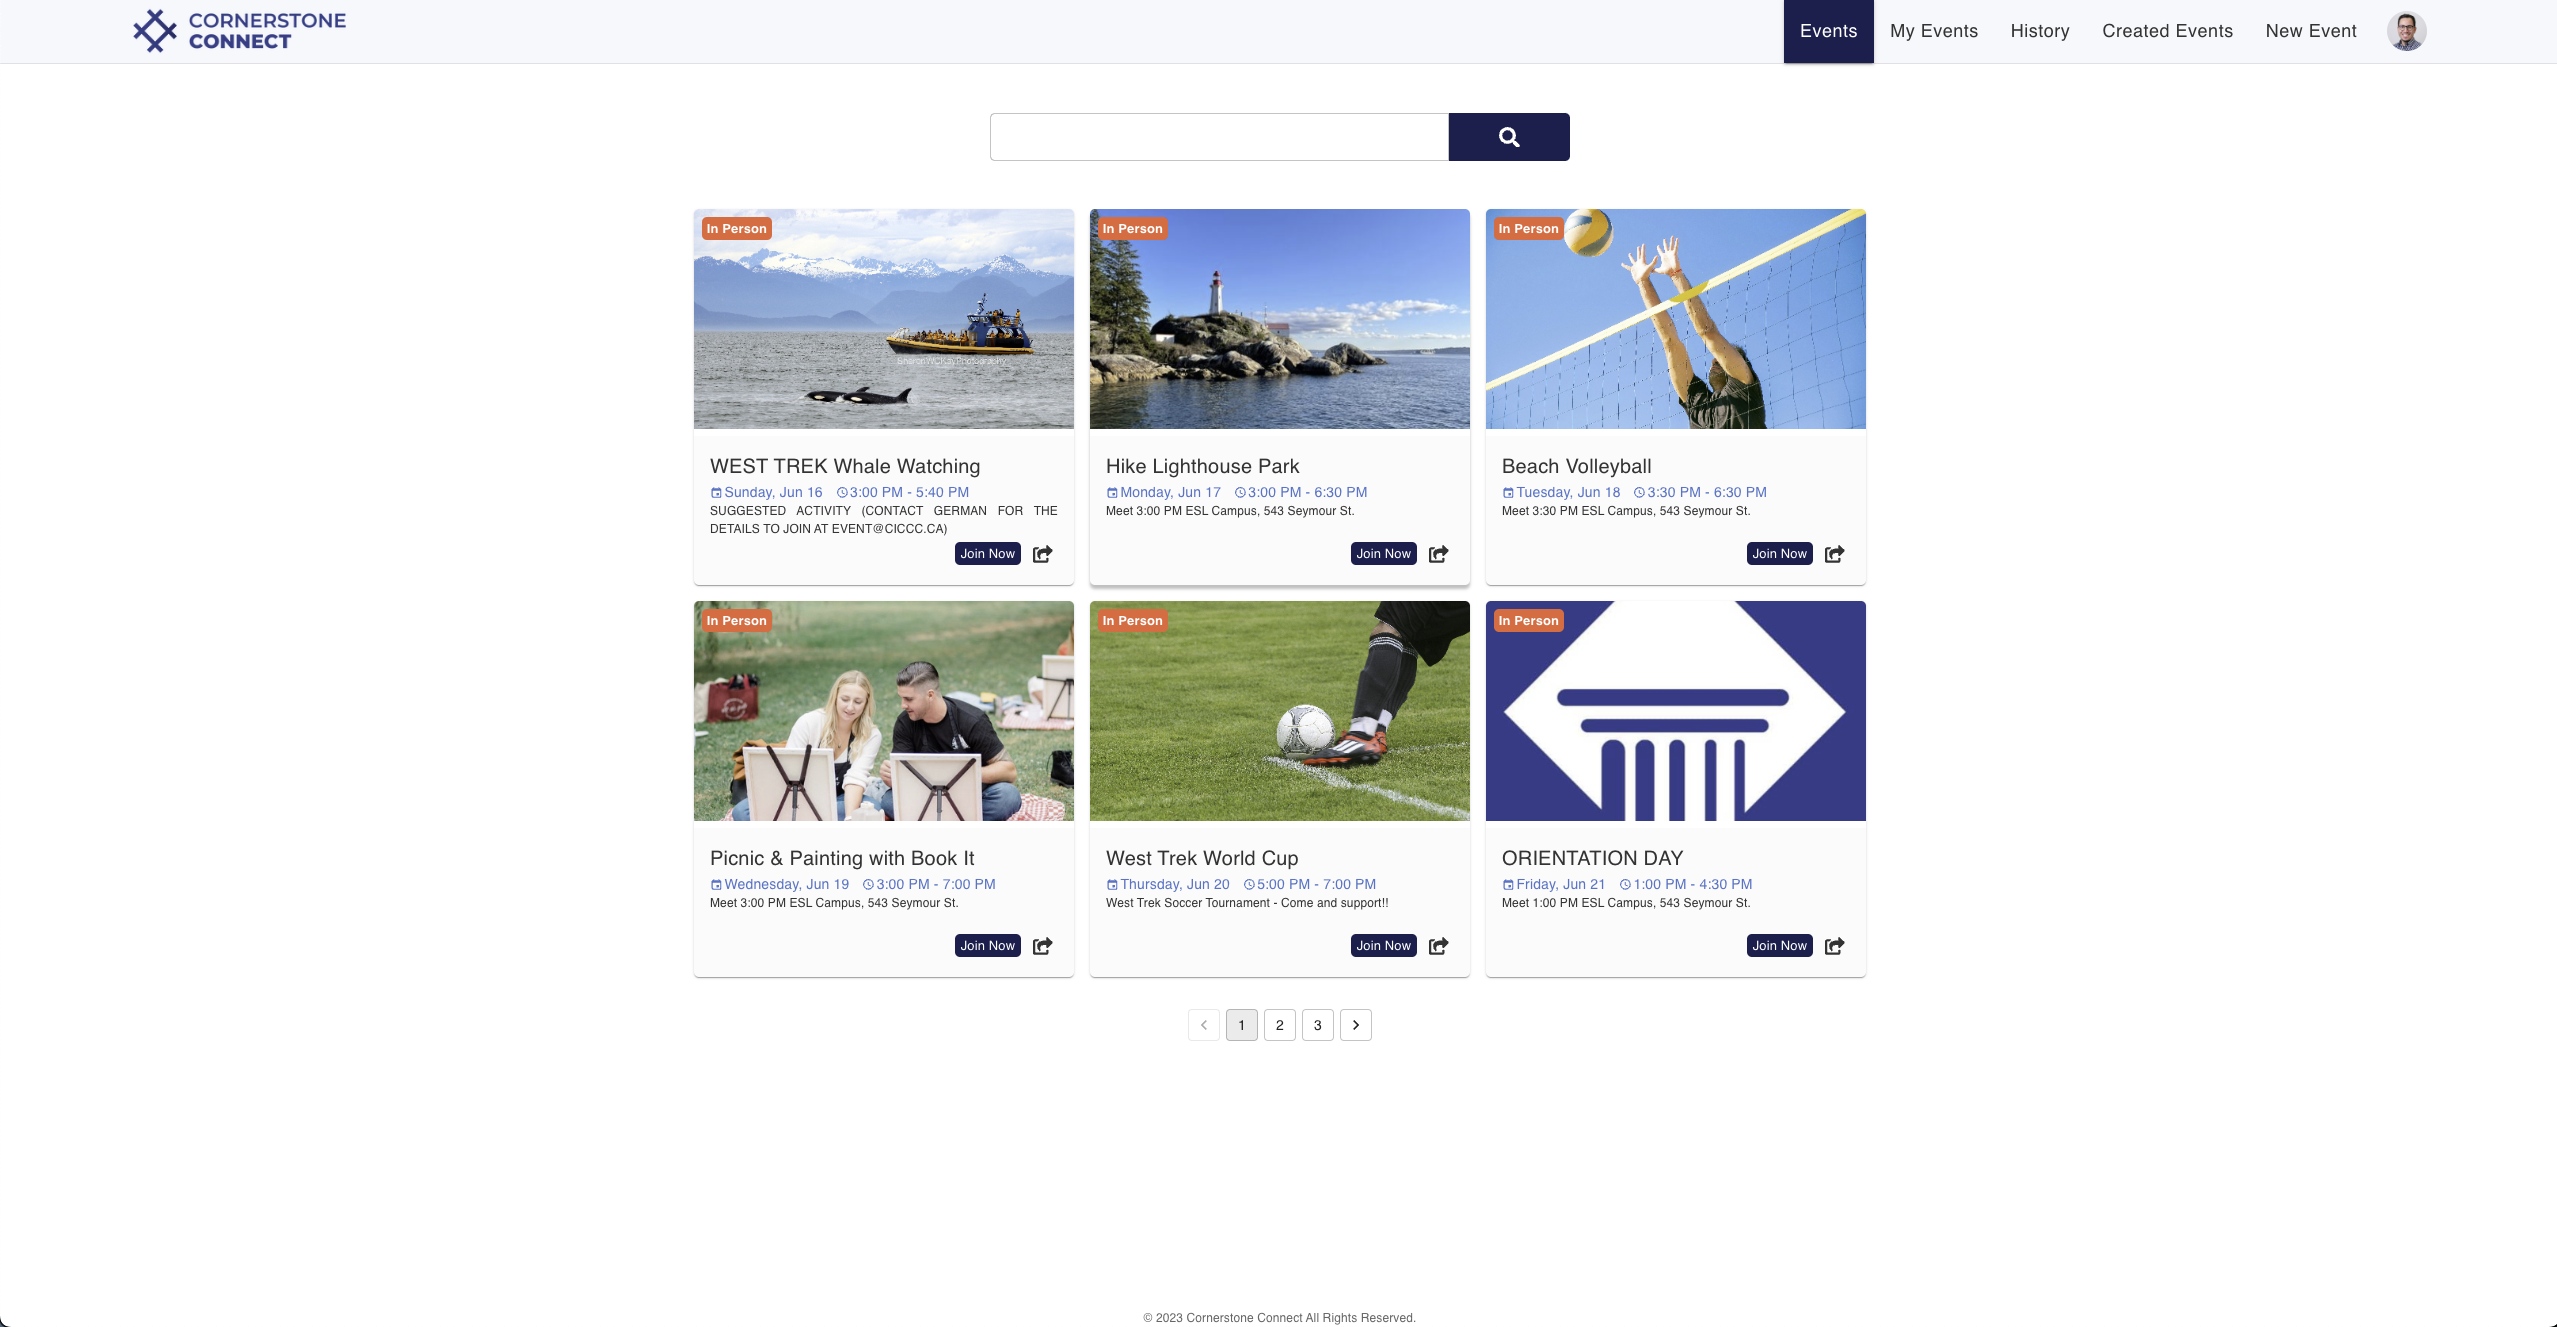 CORNERSTONE
CONNECT
Events
My Events
History
Created Events
New Event
In Person
WEST TREK Whale Watching
Sunday, Jun 16 3:00 PM - 5:40 PM
SUGGESTED ACTIVITY (CONTACT GERMAN FOR THE
DETAILS TO JOIN AT EVENT@CICCC.CA)
Join Now
In Person
Hike Lighthouse Park
Monday, Jun 17 3:00 PM - 6:30 PM
Meet 3:00 PM ESL Campus, 543 Seymour St.
Join Now
In Person
Beach Volleyball
Tuesday, Jun 18 3:30 PM - 6:30 PM
Meet 3:30 PM ESL Campus, 543 Seymour St.
Join Now
In Person
Picnic & Painting with Book It
Wednesday, Jun 19 3:00 PM - 7:00 PM
Meet 3:00 PM ESL Campus, 543 Seymour St.
Join Now
In Person
West Trek World Cup
Thursday, Jun 20 5:00 PM - 7:00 PM
West Trek Soccer Tournament - Come and support!!
Join Now
In Person
ORIENTATION DAY
Friday, Jun 21 1:00 PM - 4:30 PM
Meet 1:00 PM ESL Campus, 543 Seymour St.
Join Now
1 2 3
© 2023 Cornerstone Connect All Rights Reserved.